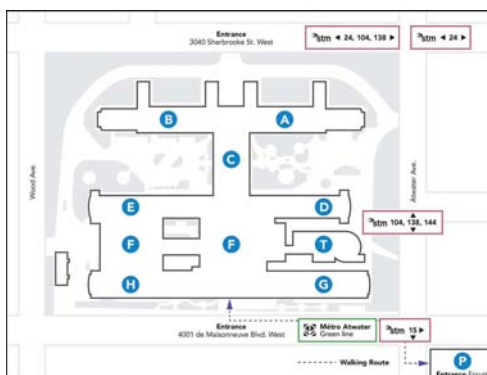 Entrance
3040 Sherbrooke St. West
stm ◄ 24, 104, 138 ►
stm ◄ 24 ►
B
A
C
Wood Ave.
Atwater Ave.
E
D
stm 104, 138, 144
F
F
T
H
G
Entrance
4001 de Maisonneuve Blvd. West
Métro Atwater
Green line
stm 15 ►
Walking Route
P
Entrance